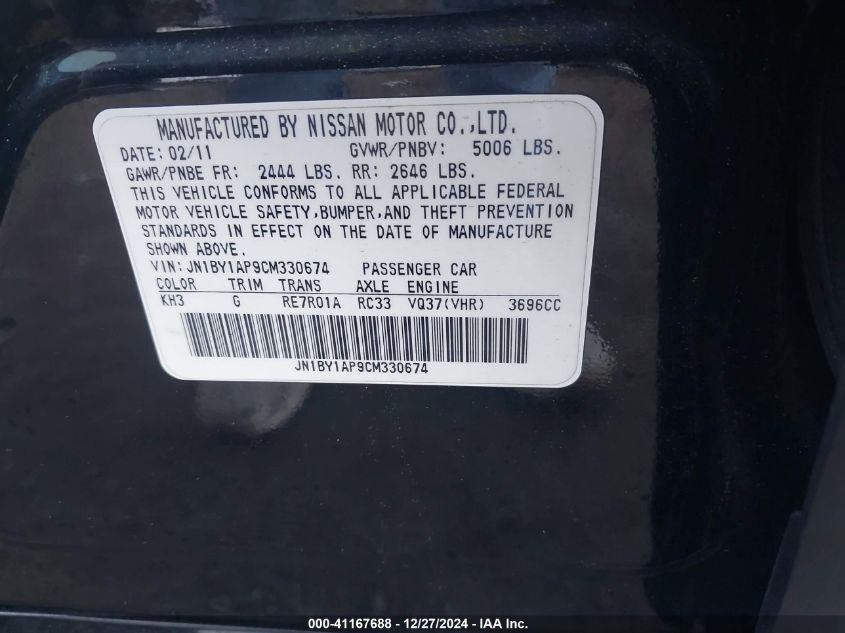 MANUFACTURED BY NISSAN MOTOR CO.,LTD.
DATE: 02/11 GVWR/PNBV: 5006 LBS.
GAWR/PNBE FR: 2444 LBS. RR: 2646 LBS.
THIS VEHICLE CONFORMS TO ALL APPLICABLE FEDERAL
MOTOR VEHICLE SAFETY,BUMPER,AND THEFT PREVENTION
STANDARDS IN EFFECT ON THE DATE OF MANUFACTURE
SHOWN ABOVE.
VIN:JN1BY1AP9CM330674 PASSENGER CAR
COLOR TRIM TRANS AXLE ENGINE
KH3 G RE7R01A RC33 VQ37(VHR) 3696CC
JN1BY1AP9CM330674
000-41167688 - 12/27/2024 - IAA Inc.